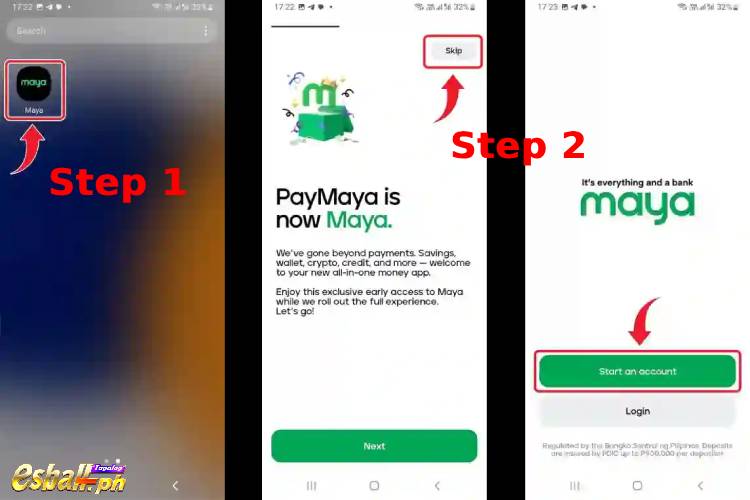 17:22
32%
Search
maya
Maya
Step 1
Tagalog
esball.ph
17:22
32%
Skip
m
Step 2
PayMaya is
now Maya.
We've gone beyond payments. Savings,
wallet, crypto, credit, and more — welcome
to your new all-in-one money app.
Enjoy this exclusive early access to Maya
while we roll out the full experience.
Let's go!
Next
17:23
32%
It's everything and a bank
maya
Start an account
Login
Regulated by the Bangko Sentral ng Pilipinas. Deposits
are insured by PDIC up to P500,000 per depositor.